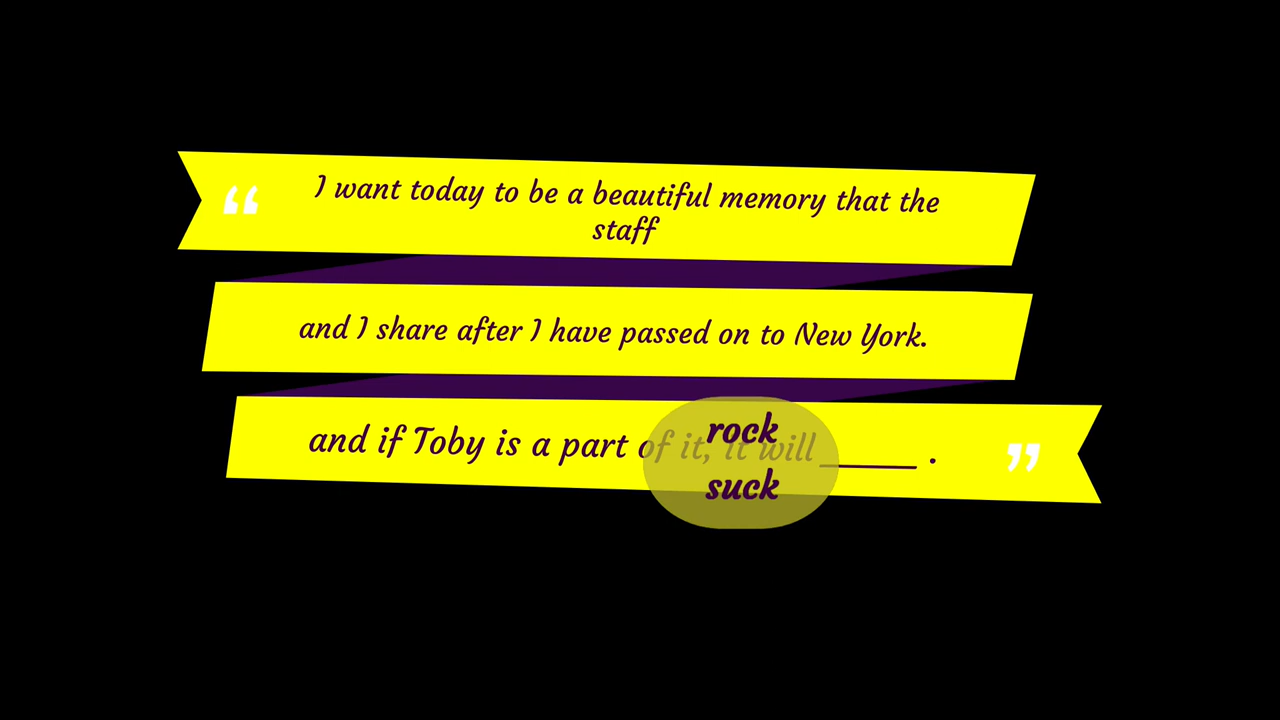 “ I want today to be a beautiful memory that the
staff
and I share after I have passed on to New York.
and if Toby is a part of it, it will ______ . ”
rock
suck